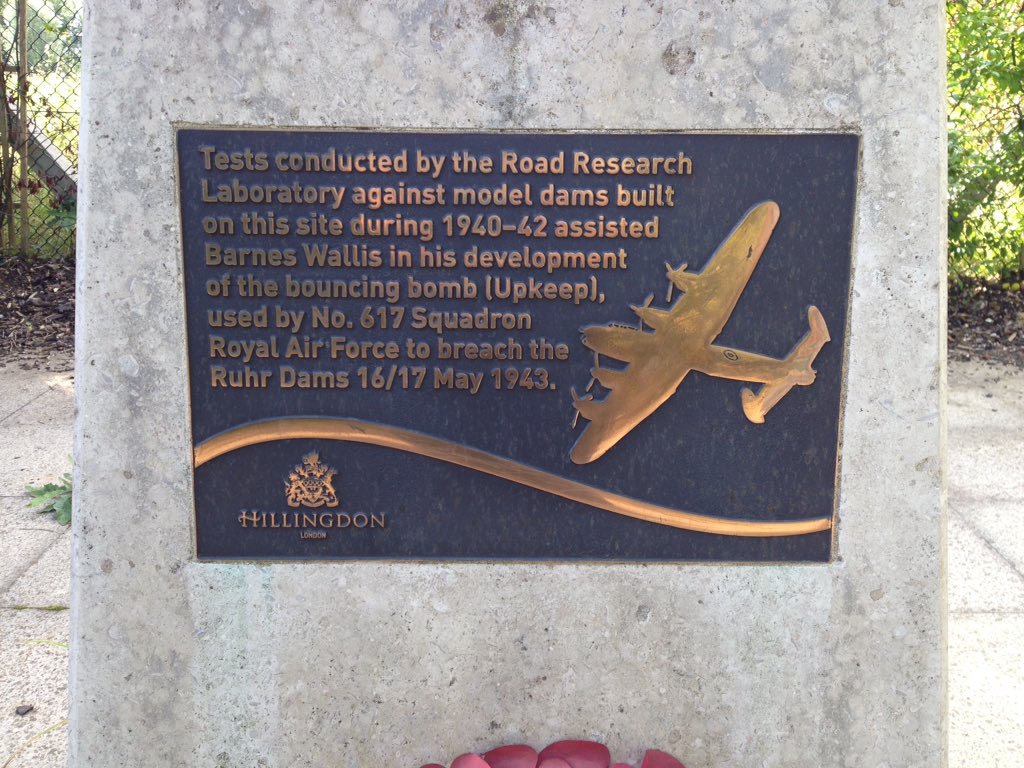 Tests conducted by the Road Research
Laboratory against model dams built
on this site during 1940–42 assisted
Barnes Wallis in his development
of the bouncing bomb (Upkeep),
used by No. 617 Squadron
Royal Air Force to breach the
Ruhr Dams 16/17 May 1943.
HILLINGDON
LONDON